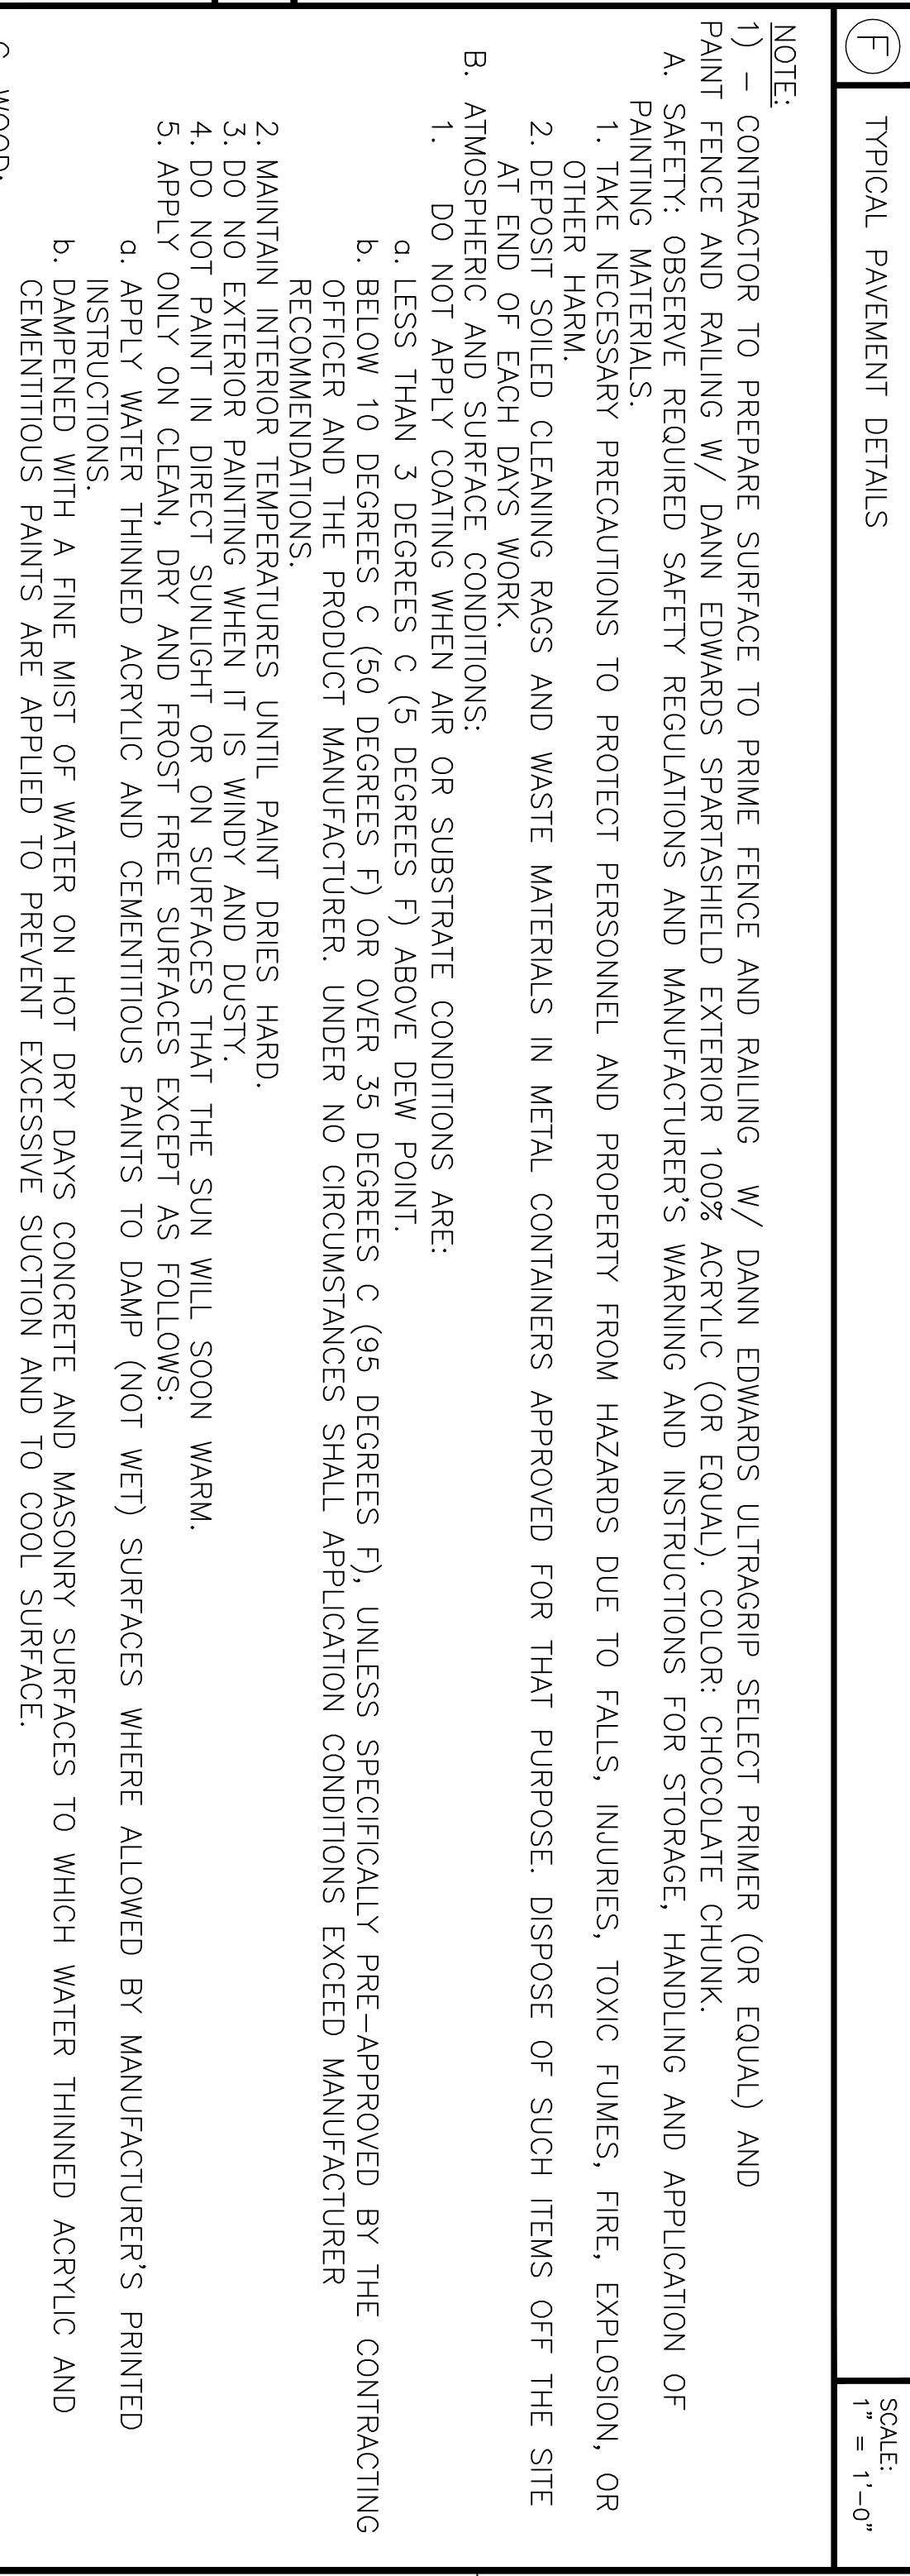 F
TYPICAL PAVEMENT DETAILS
SCALE:
1" = 1'-0"
NOTE:
1) - CONTRACTOR TO PREPARE SURFACE TO PRIME FENCE AND RAILING W/ DANN EDWARDS ULTRAGRIP SELECT PRIMER (OR EQUAL) AND
PAINT FENCE AND RAILING W/ DANN EDWARDS SPARTASHIELD EXTERIOR 100% ACRYLIC (OR EQUAL). COLOR: CHOCOLATE CHUNK.
A. SAFETY: OBSERVE REQUIRED SAFETY REGULATIONS AND MANUFACTURER'S WARNING AND INSTRUCTIONS FOR STORAGE, HANDLING AND APPLICATION OF
PAINTING MATERIALS.
1. TAKE NECESSARY PRECAUTIONS TO PROTECT PERSONNEL AND PROPERTY FROM HAZARDS DUE TO FALLS, INJURIES, TOXIC FUMES, FIRE, EXPLOSION, OR
OTHER HARM.
2. DEPOSIT SOILED CLEANING RAGS AND WASTE MATERIALS IN METAL CONTAINERS APPROVED FOR THAT PURPOSE. DISPOSE OF SUCH ITEMS OFF THE SITE
AT END OF EACH DAYS WORK.
B. ATMOSPHERIC AND SURFACE CONDITIONS:
1. DO NOT APPLY COATING WHEN AIR OR SUBSTRATE CONDITIONS ARE:
a. LESS THAN 3 DEGREES C (5 DEGREES F) ABOVE DEW POINT.
b. BELOW 10 DEGREES C (50 DEGREES F) OR OVER 35 DEGREES C (95 DEGREES F), UNLESS SPECIFICALLY PRE-APPROVED BY THE CONTRACTING
OFFICER AND THE PRODUCT MANUFACTURER. UNDER NO CIRCUMSTANCES SHALL APPLICATION CONDITIONS EXCEED MANUFACTURER
RECOMMENDATIONS.
2. MAINTAIN INTERIOR TEMPERATURES UNTIL PAINT DRIES HARD.
3. DO NO EXTERIOR PAINTING WHEN IT IS WINDY AND DUSTY.
4. DO NOT PAINT IN DIRECT SUNLIGHT OR ON SURFACES THAT THE SUN WILL SOON WARM.
5. APPLY ONLY ON CLEAN, DRY AND FROST FREE SURFACES EXCEPT AS FOLLOWS:
a. APPLY WATER THINNED ACRYLIC AND CEMENTITIOUS PAINTS TO DAMP (NOT WET) SURFACES WHERE ALLOWED BY MANUFACTURER'S PRINTED
INSTRUCTIONS.
b. DAMPENED WITH A FINE MIST OF WATER ON HOT DRY DAYS CONCRETE AND MASONRY SURFACES TO WHICH WATER THINNED ACRYLIC AND
CEMENTITIOUS PAINTS ARE APPLIED TO PREVENT EXCESSIVE SUCTION AND TO COOL SURFACE.
C WOOD: